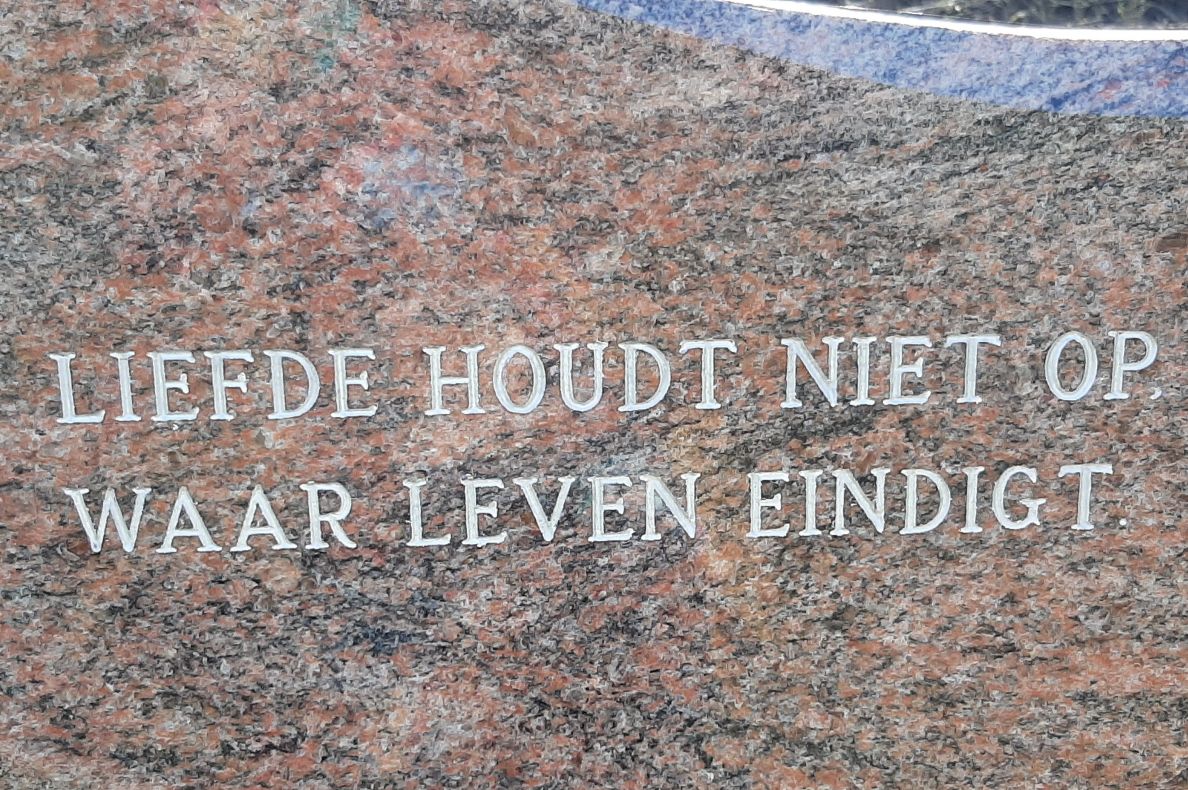 LIEFDE HOUDT NIET OP,
WAAR LEVEN EINDIGT.